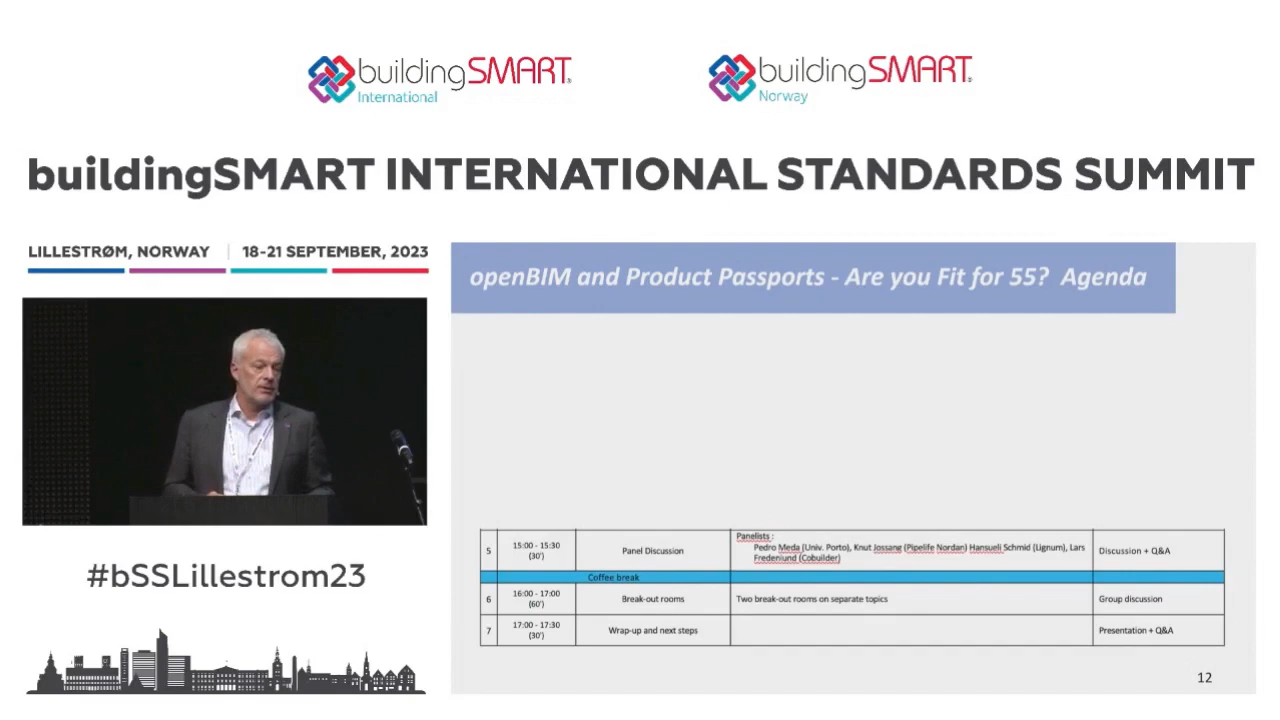 buildingSMART®
International
buildingSMART®
Norway
buildingSMART INTERNATIONAL STANDARDS SUMMIT
LILLESTRØM, NORWAY | 18-21 SEPTEMBER, 2023
openBIM and Product Passports - Are you Fit for 55? Agenda
5 15:00 - 15:30 (30') Panel Discussion Panelists :
Pedro Meda (Univ. Porto), Knut Jossang (Pipelife Nordan) Hansueli Schmid (Lignum), Lars
Fredenlund (Cobuilder) Discussion + Q&A
Coffee break
6 16:00 - 17:00 (60') Break-out rooms Two break-out rooms on separate topics Group discussion
7 17:00 - 17:30 (30') Wrap-up and next steps Presentation + Q&A
12
#bSSLillestrom23